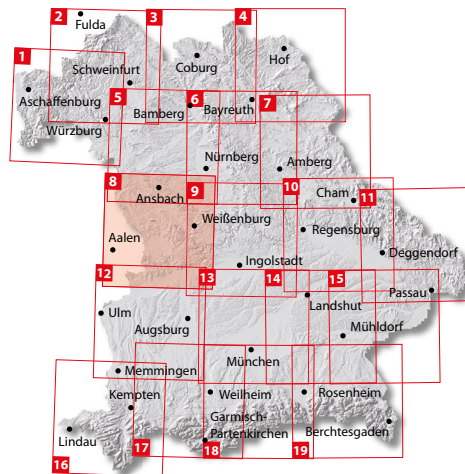 2
3
4
Fulda
Hof
Coburg
1
Schweinfurt
Aschaffenburg
5
6
7
Bamberg
Bayreuth
Würzburg
Nürnberg
Amberg
8
9
10
Ansbach
Cham
11
Weißenburg
Regensburg
Aalen
Deggendorf
Ingolstadt
12
13
14
15
Passau
Landshut
Ulm
Augsburg
Mühldorf
München
Memmingen
Kempten
Weilheim
Rosenheim
Garmisch-
Partenkirchen
Berchtesgaden
Lindau
16
17
18
19